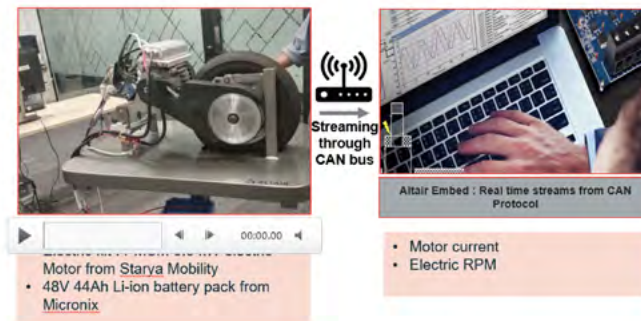 ALTAIR
Streaming
through
CAN bus
Altair Embed : Real time streams from CAN
Protocol
00:00.00
Motor from Starya Mobility
• 48V 44Ah Li-ion battery pack from
Micronix
• Motor current
• Electric RPM